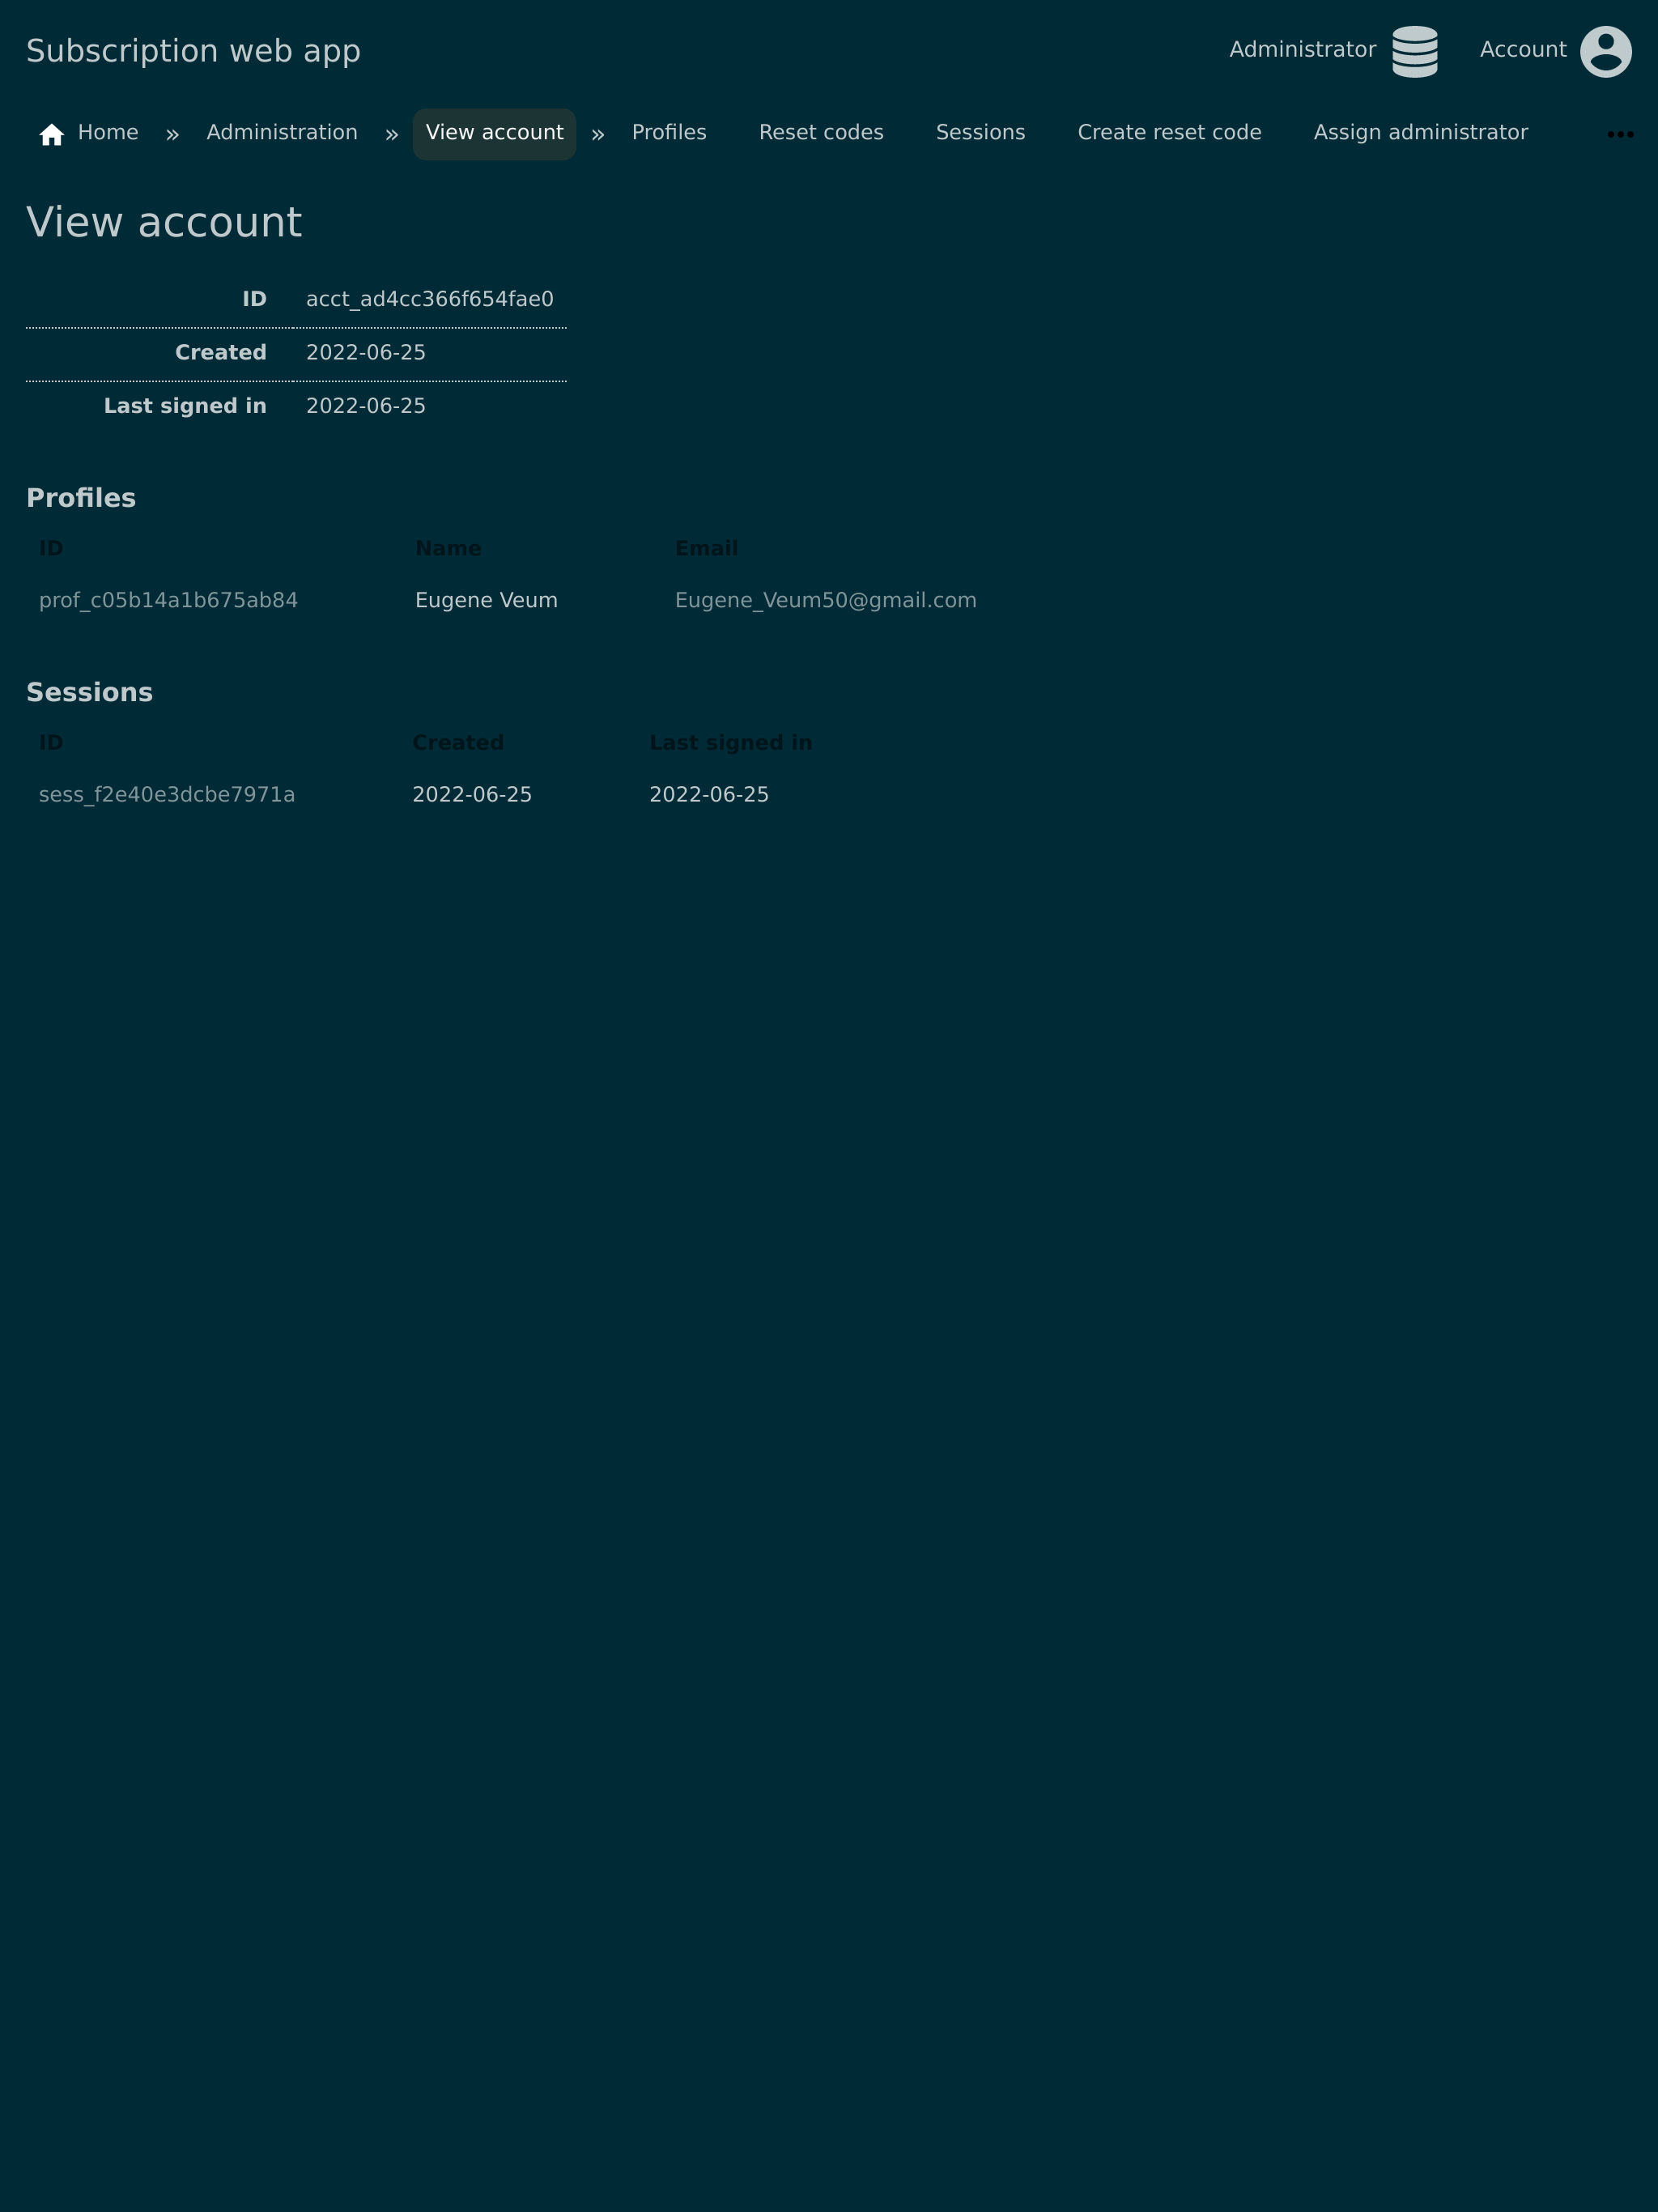 Subscription web app
Administrator Account
Home » Administration » View account » Profiles Reset codes Sessions Create reset code Assign administrator
View account
ID acct_ad4cc366f654fae0
Created 2022-06-25
Last signed in 2022-06-25
Profiles
ID Name Email
prof_c05b14a1b675ab84 Eugene Veum Eugene_Veum50@gmail.com
Sessions
ID Created Last signed in
sess_f2e40e3dcbe7971a 2022-06-25 2022-06-25